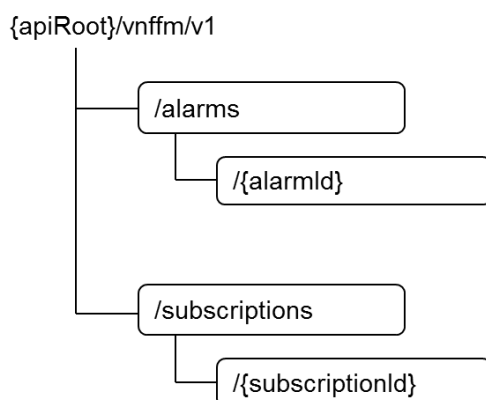 {apiRoot}/vnffm/v1
/alarms
/{alarmId}
/subscriptions
/{subscriptionId}